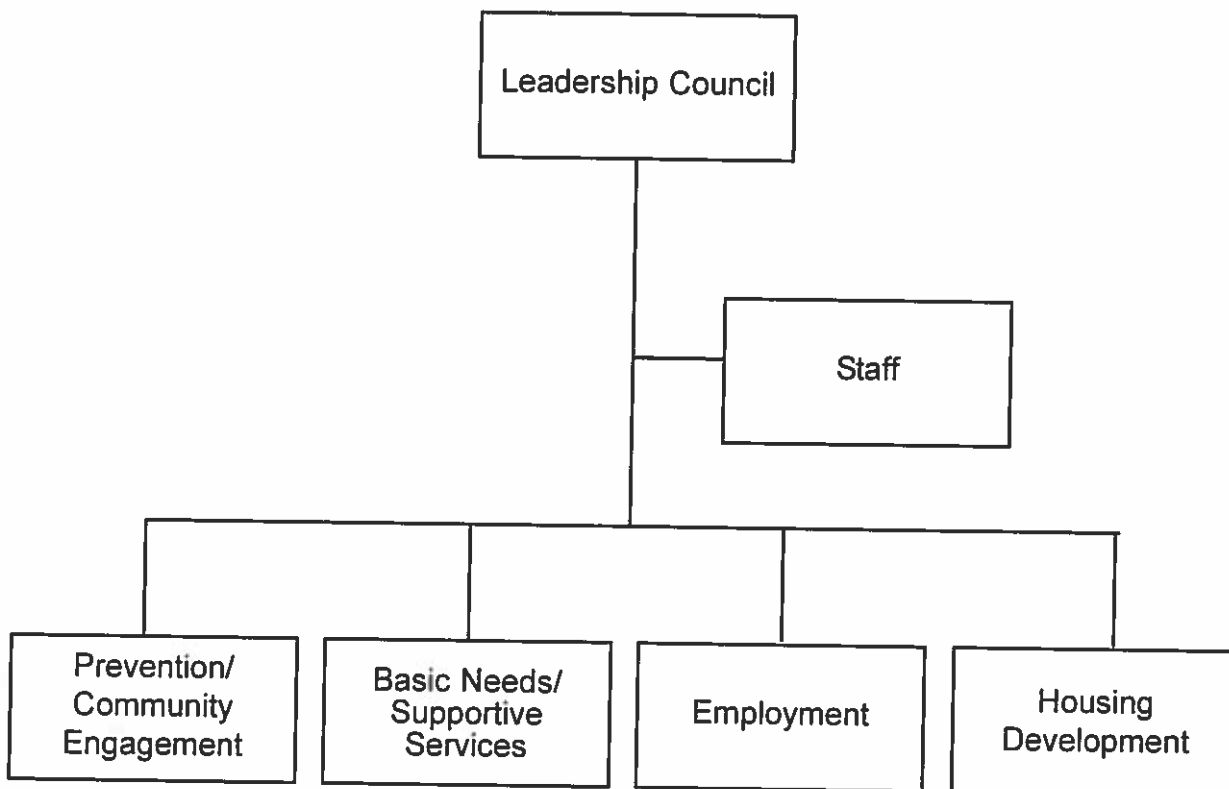 Leadership Council
Staff
Prevention/
Community
Engagement
Basic Needs/
Supportive
Services
Employment
Housing
Development